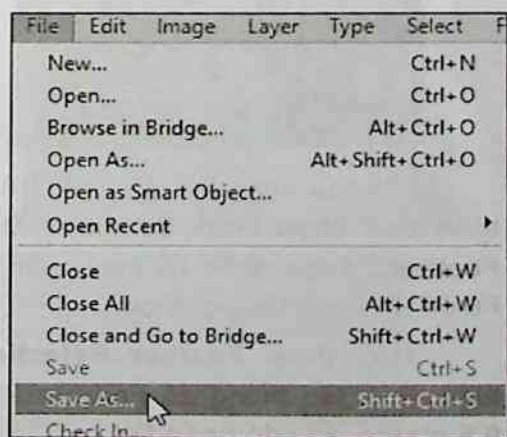 File Edit Image Layer Type Select F
New... Ctrl+N
Open... Ctrl+O
Browse in Bridge... Alt+Ctrl+O
Open As... Alt+Shift+Ctrl+O
Open as Smart Object...
Open Recent
Close Ctrl+W
Close All Alt+Ctrl+W
Close and Go to Bridge... Shift+Ctrl+W
Save Ctrl+S
Save As... Shift+Ctrl+S
Check In...